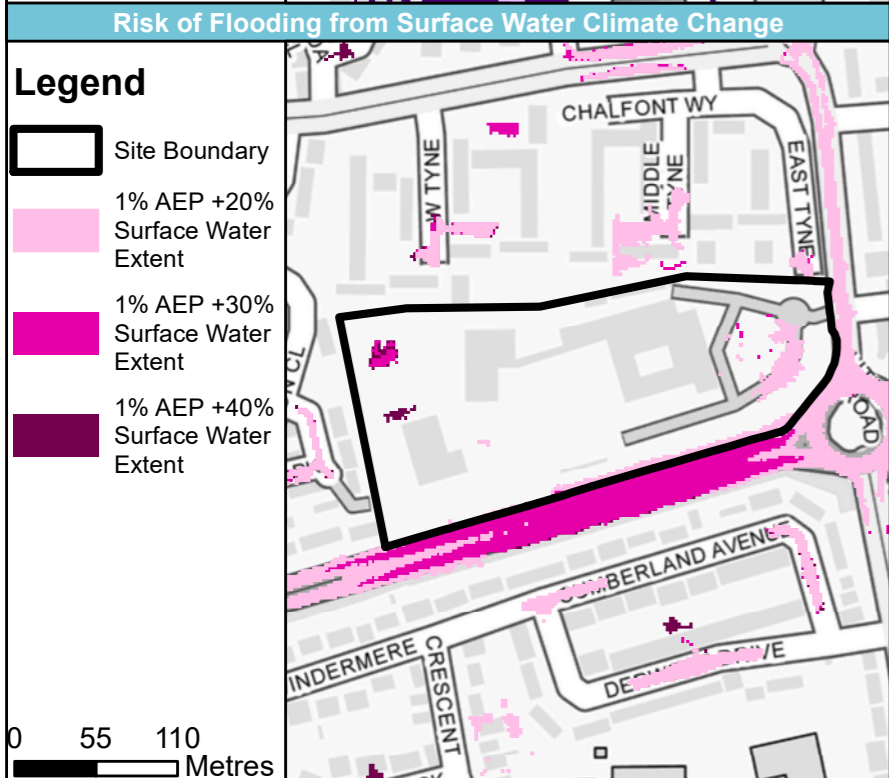 Risk of Flooding from Surface Water Climate Change
Legend
Site Boundary
1% AEP +20%
Surface Water
Extent
1% AEP +30%
Surface Water
Extent
1% AEP +40%
Surface Water
Extent
0 55 110
Metres
CHALFONT WY
W TYNE
MIDDLE
TYNE
EAST TYNE
OAD
CUMBERLAND AVENUE
INDERMERE
CRESCENT
DRIVE